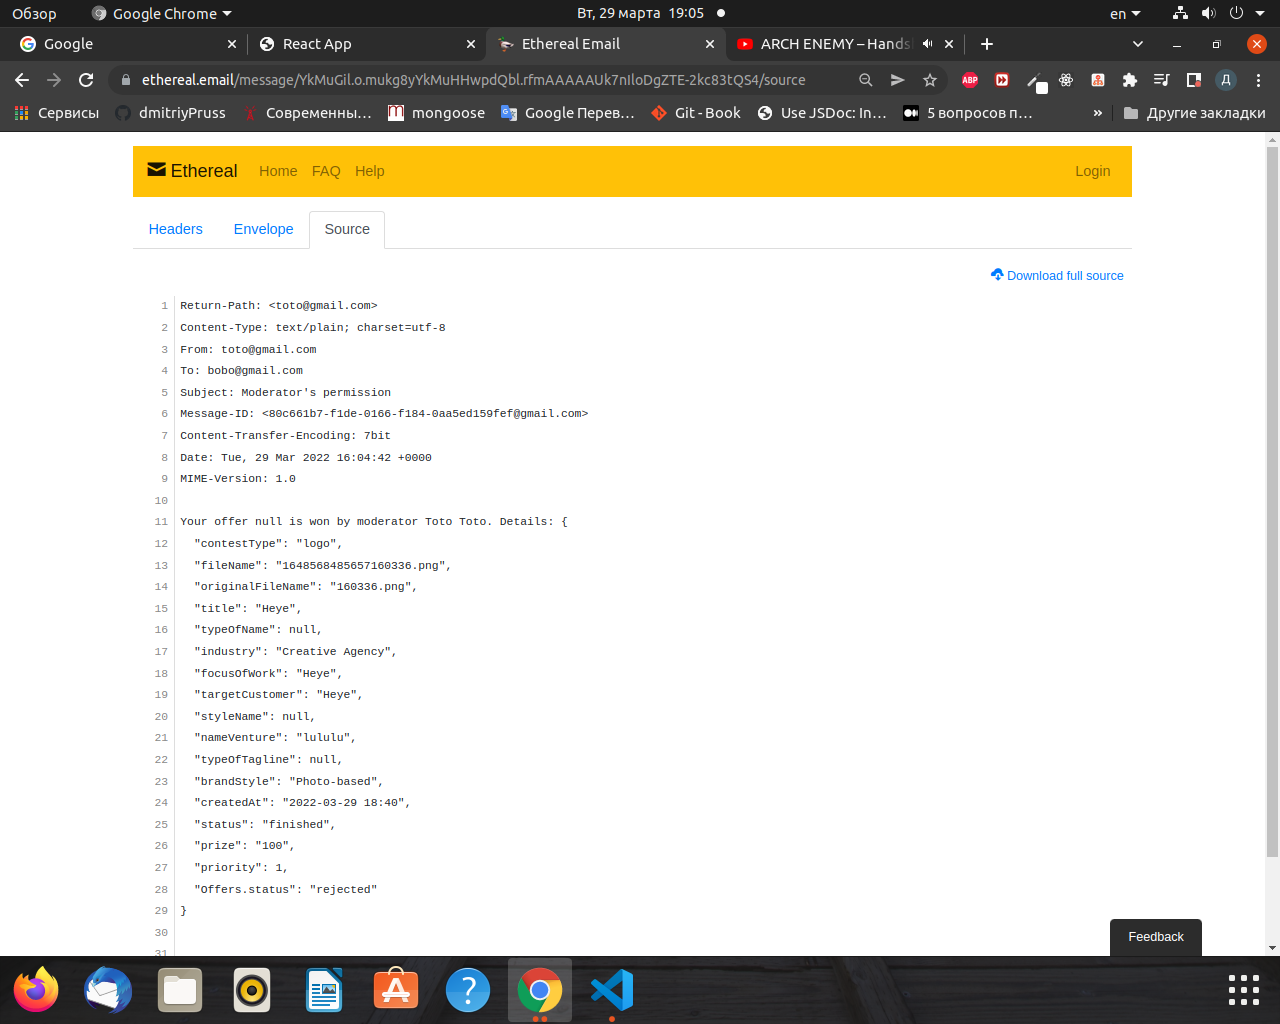 Обзор Google Chrome Вт, 29 марта 19:05 en
Google React App Ethereal Email ARCH ENEMY – Hands
ethereal.email/message/YkMuGil.o.mukg8yYkMuHHwpdQbl.rfmAAAAAUk7nIloDgZTE-2kc83tQS4/source ABP Д
Сервисы dmitriyPruss Современны… mongoose Google Перев… Git - Book Use JSDoc: In… 5 вопросов п… » Другие закладки
Ethereal Home FAQ Help Login
Headers Envelope Source
Download full source
1 Return-Path: <toto@gmail.com>
2 Content-Type: text/plain; charset=utf-8
3 From: toto@gmail.com
4 To: bobo@gmail.com
5 Subject: Moderator's permission
6 Message-ID: <80c661b7-f1de-0166-f184-0aa5ed159fef@gmail.com>
7 Content-Transfer-Encoding: 7bit
8 Date: Tue, 29 Mar 2022 16:04:42 +0000
9 MIME-Version: 1.0
10
11 Your offer null is won by moderator Toto Toto. Details: {
12 "contestType": "logo",
13 "fileName": "1648568485657160336.png",
14 "originalFileName": "160336.png",
15 "title": "Heye",
16 "typeOfName": null,
17 "industry": "Creative Agency",
18 "focusOfWork": "Heye",
19 "targetCustomer": "Heye",
20 "styleName": null,
21 "nameVenture": "lululu",
22 "typeOfTagline": null,
23 "brandStyle": "Photo-based",
24 "createdAt": "2022-03-29 18:40",
25 "status": "finished",
26 "prize": "100",
27 "priority": 1,
28 "Offers.status": "rejected"
29 }
30
31
Feedback